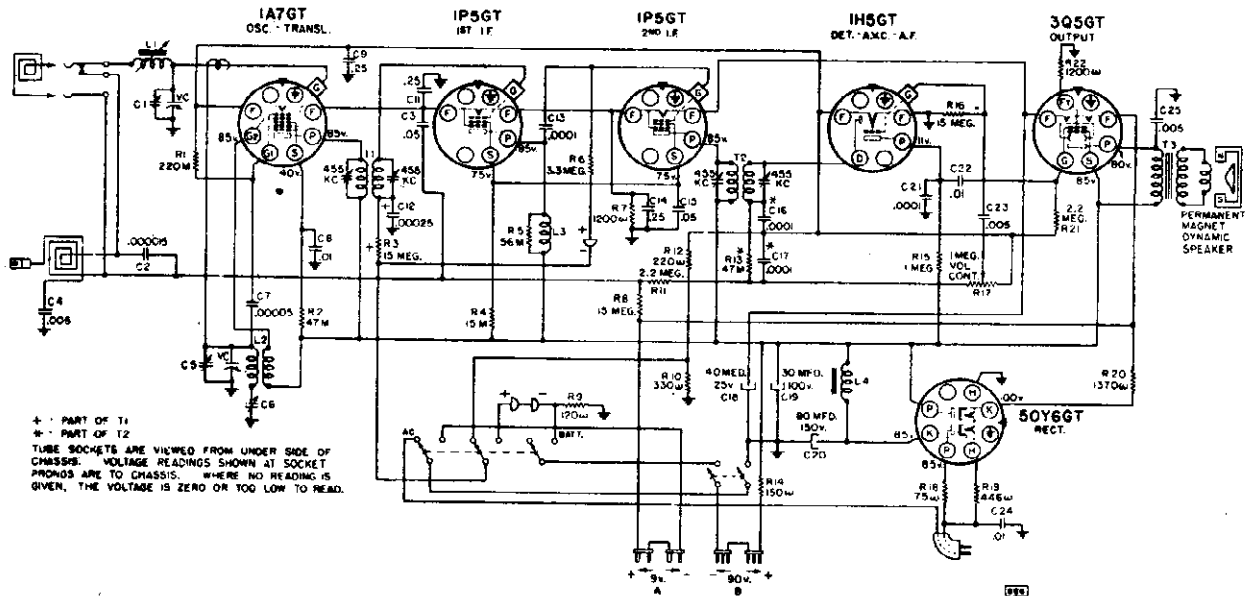 1A7GT
OSC. - TRANSL.
1P5GT
1ST I.F.
1P5GT
2ND I.F.
1H5GT
DET.-A.V.C.-A.F.
3Q5GT
OUTPUT
L1
C1
VC
C9
.25
R1
220M
G
F
F
G2
P
G1
S
85v.
85v.
40v.
T1
455
KC
455
KC
C12
.00025
R3
15 MEG.
.25
C11
C3
.05
G
F
F
P
S
85v.
75v.
C13
.0001
R6
3.3 MEG.
R5
56M
L3
R4
15 M
R7
1200ω
C14
.25
C15
.05
G
F
F
P
S
85v.
75v.
T2
455
KC
455
KC
C16
.0001
C17
.0001
R13
47M
R12
220ω
2.2 MEG.
R11
R8
15 MEG.
G
F
F
P
D
11v.
R16
15 MEG.
C21
.0001
C22
.01
C23
.005
R15
1 MEG
1 MEG.
VOL
CONT.
R17
R22
1200ω
F
F
G
S
P
85v.
80v.
2.2
MEG.
R21
C25
.005
T3
N
S
PERMANENT
MAGNET
DYNAMIC
SPEAKER
.000015
C2
C4
.006
C7
.00005
C8
.01
R2
47M
L2
C5
VC
C6
R10
330ω
R9
120ω
+ -
AC
BATT.
40 MFD.
25v.
C18
30 MFD
100v.
C19
L4
80 MFD.
150v.
C20
R14
150ω
P
H
K
K
P
H
85v.
85v.
50Y6GT
RECT.
R20
1370ω
R18
75ω
R19
446ω
C24
.01
+ - PART OF T1
* - PART OF T2
TUBE SOCKETS ARE VIEWED FROM UNDER SIDE OF
CHASSIS. VOLTAGE READINGS SHOWN AT SOCKET
PRONGS ARE TO CHASSIS. WHERE NO READING IS
GIVEN, THE VOLTAGE IS ZERO OR TOO LOW TO READ.
+ 9v. -
A
- 90v. +
B